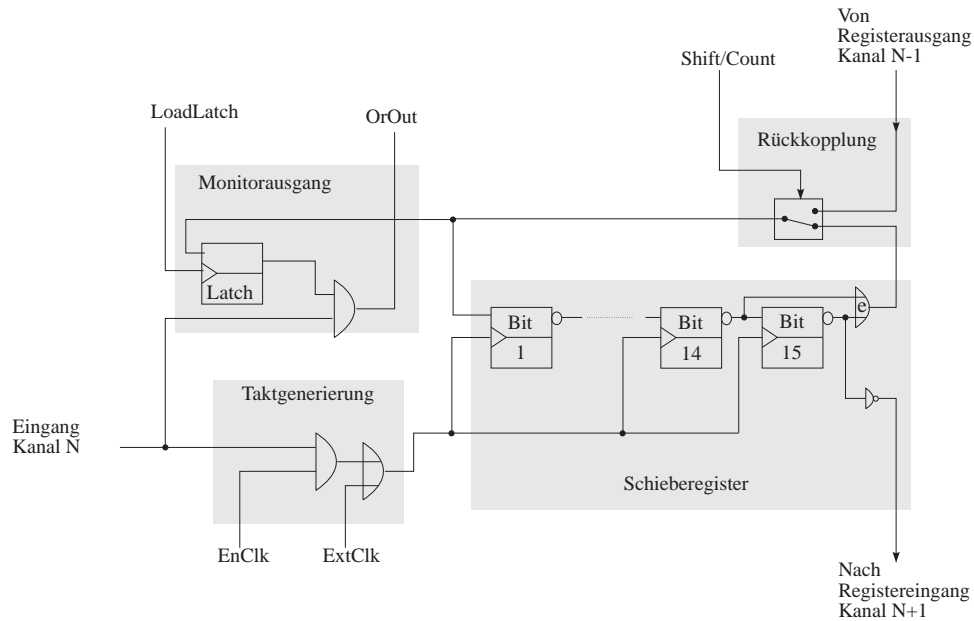 Von
Registerausgang
Kanal N-1
Shift/Count
LoadLatch
OrOut
Rückkopplung
Monitorausgang
Latch
Bit
1
Bit
14
Bit
15
e
Taktgenerierung
Eingang
Kanal N
Schieberegister
EnClk
ExtClk
Nach
Registereingang
Kanal N+1